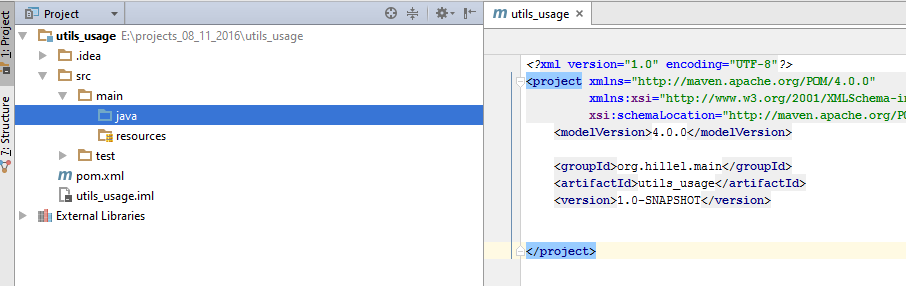 1: Project
7: Structure
Project
utils_usage E:\projects_08_11_2016\utils_usage
.idea
src
main
java
resources
test
pom.xml
utils_usage.iml
External Libraries
m utils_usage
<?xml version="1.0" encoding="UTF-8"?>
<project xmlns="http://maven.apache.org/POM/4.0.0"
xmlns:xsi="http://www.w3.org/2001/XMLSchema-in
xsi:schemaLocation="http://maven.apache.org/PO
<modelVersion>4.0.0</modelVersion>
<groupId>org.hillel.main</groupId>
<artifactId>utils_usage</artifactId>
<version>1.0-SNAPSHOT</version>
</project>